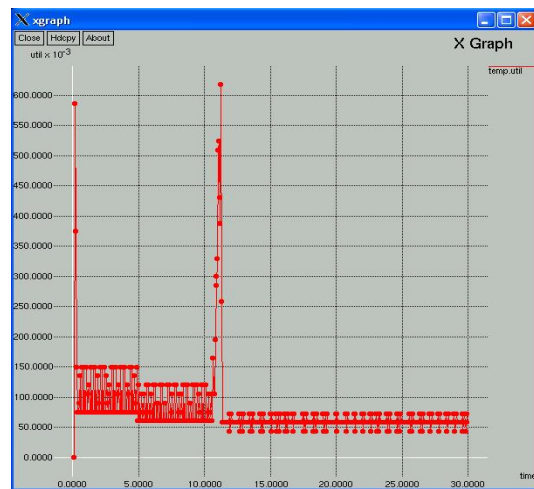 xgraph
Close Hdcpy About
X Graph
util x 10-3
temp.util
600.0000
550.0000
500.0000
450.0000
400.0000
350.0000
300.0000
250.0000
200.0000
150.0000
100.0000
50.0000
0.0000
time
0.0000 5.0000 10.0000 15.0000 20.0000 25.0000 30.0000